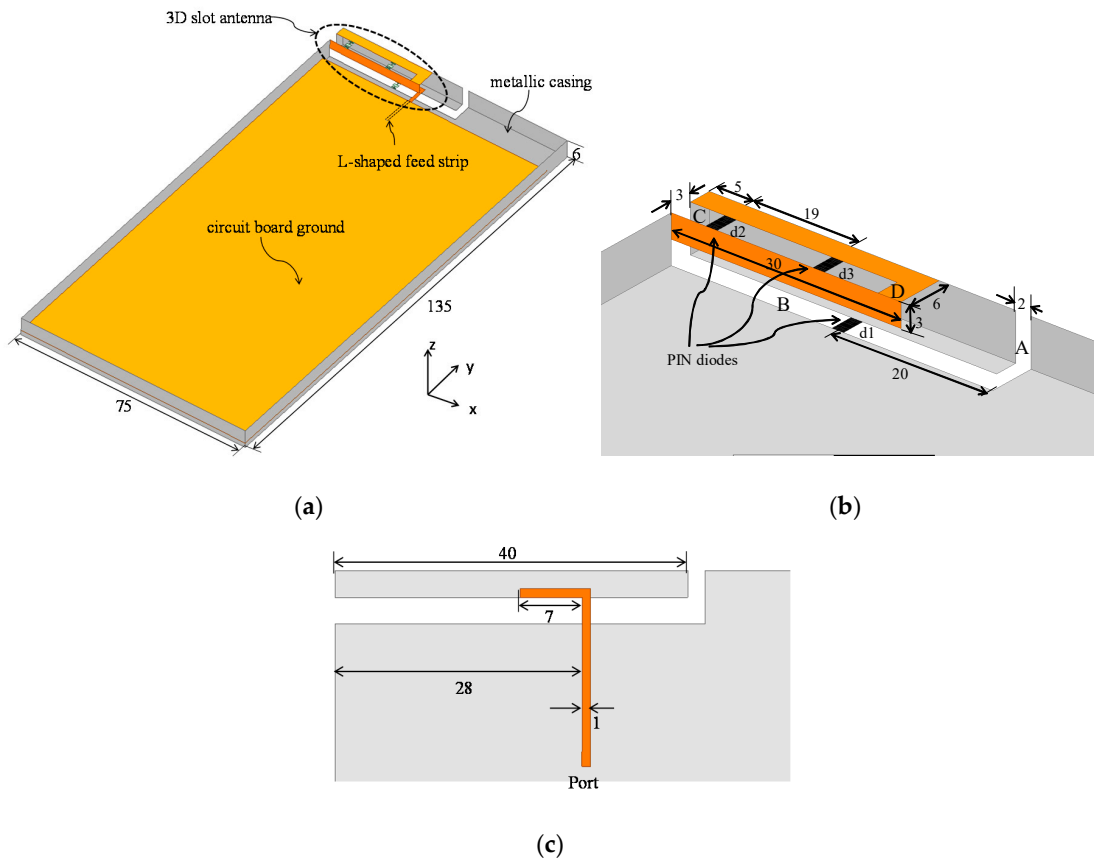 3D slot antenna
metallic casing
L-shaped feed strip
6
circuit board ground
135
z
y
x
75
(a)
3
5
19
C
d2
30
d3
D
6
2
B
3
A
d1
PIN diodes
20
(b)
40
7
28
1
Port
(c)